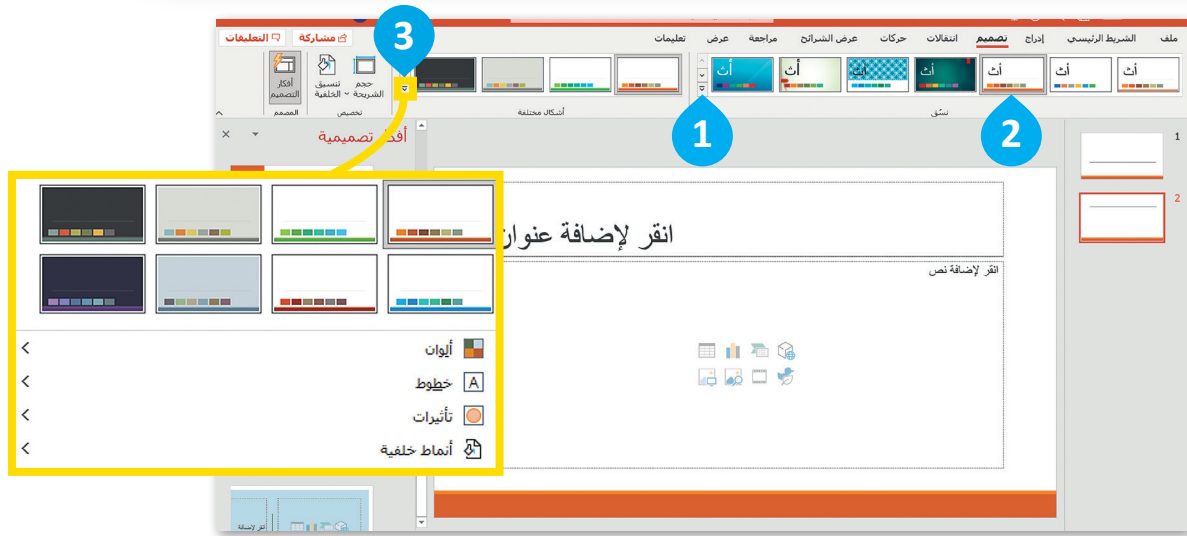 3
مشاركة
التعليقات
ملف
الشريط الرئيسي
إدراج
تصميم
انتقالات
حركات
عرض الشرائح
مراجعة
عرض
تعليمات
أث
أث
أث
أث
أث
أث
أث
حجم الشريحة
تنسيق الخلفية
أفكار التصميم
نسّق
أشكال مختلفة
تخصيص
المصمم
1
2
أفكار تصميمية
1
2
انقر لإضافة عنوان
انقر لإضافة نص
ألوان
خطوط
تأثيرات
أنماط خلفية